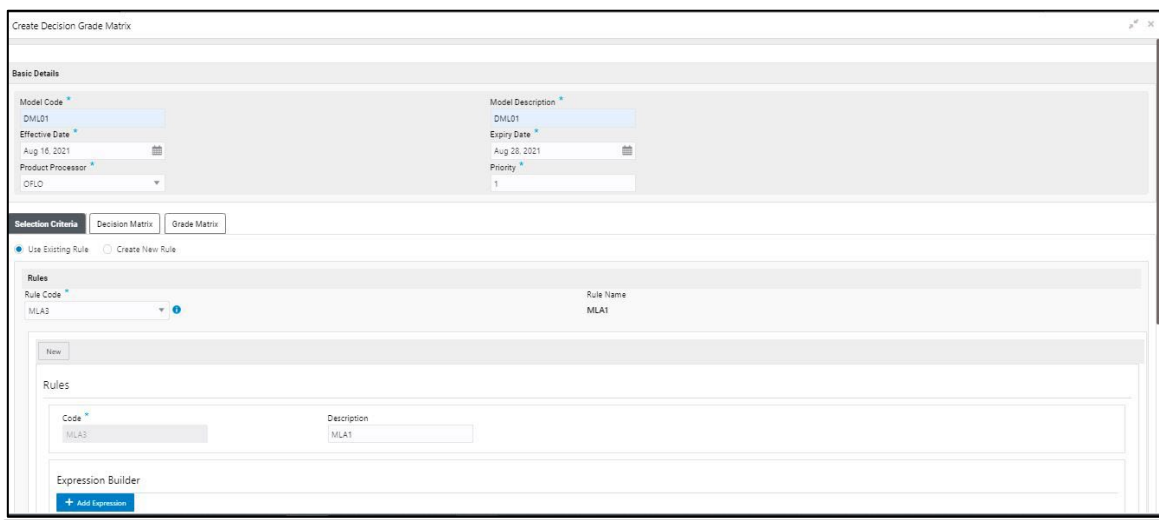 Create Decision Grade Matrix
Basic Details
Model Code * Model Description *
DML01 DML01
Effective Date * Expiry Date *
Aug 16, 2021 Aug 28, 2021
Product Processor * Priority *
OFLO 1
Selection Criteria Decision Matrix Grade Matrix
Use Existing Rule Create New Rule
Rules
Rule Code * Rule Name
MLA3 MLA1
New
Rules
Code * Description
MLA3 MLA1
Expression Builder
+ Add Expression